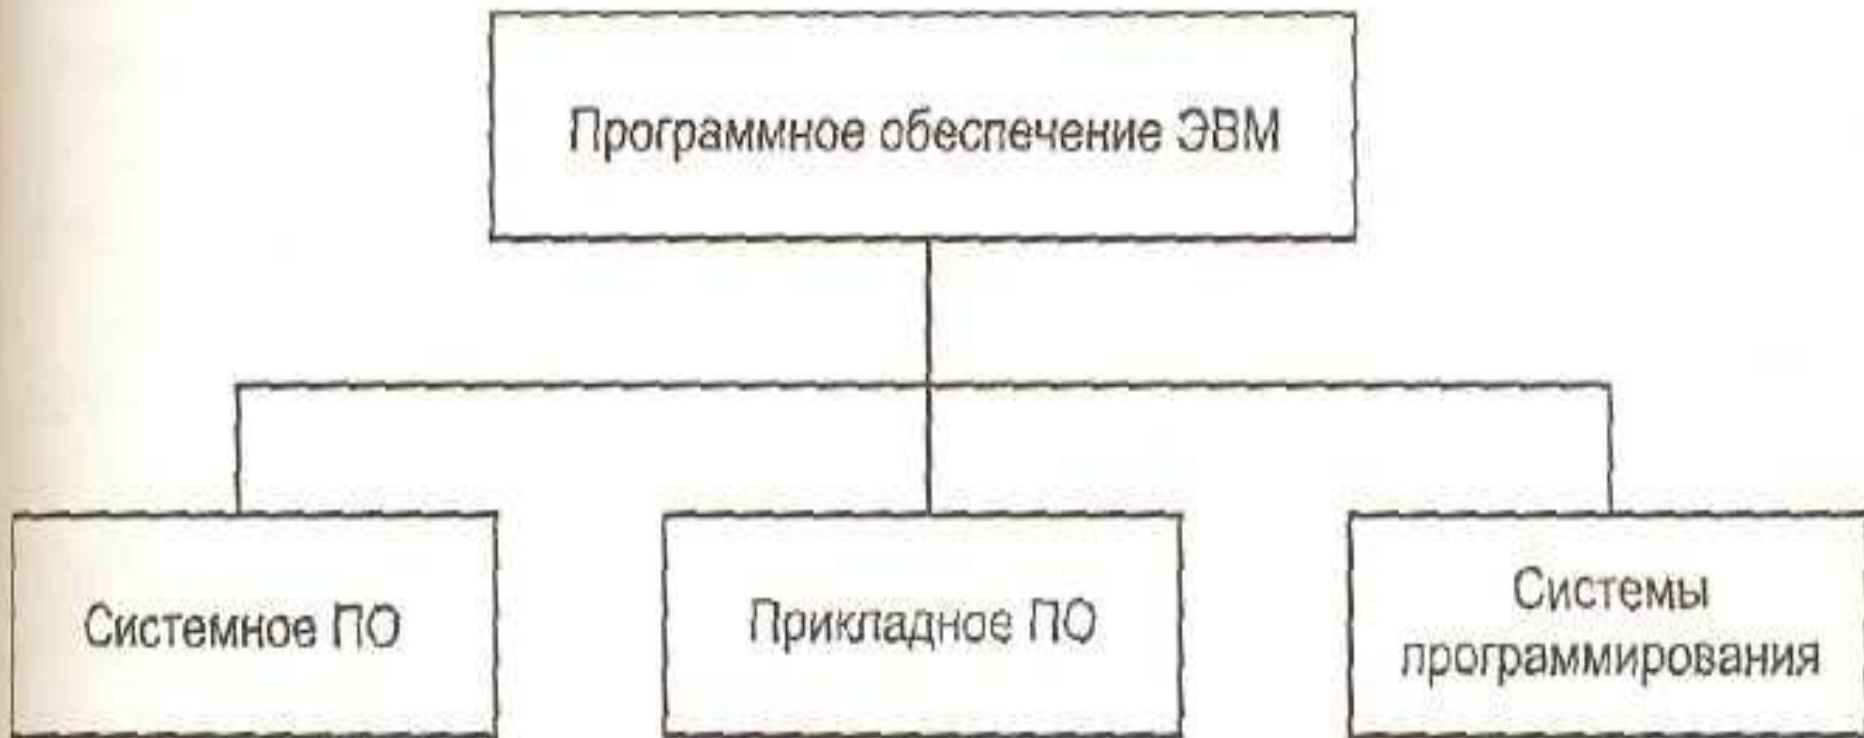 Программное обеспечение ЭВМ
Системное ПО
Прикладное ПО
Системы
программирования